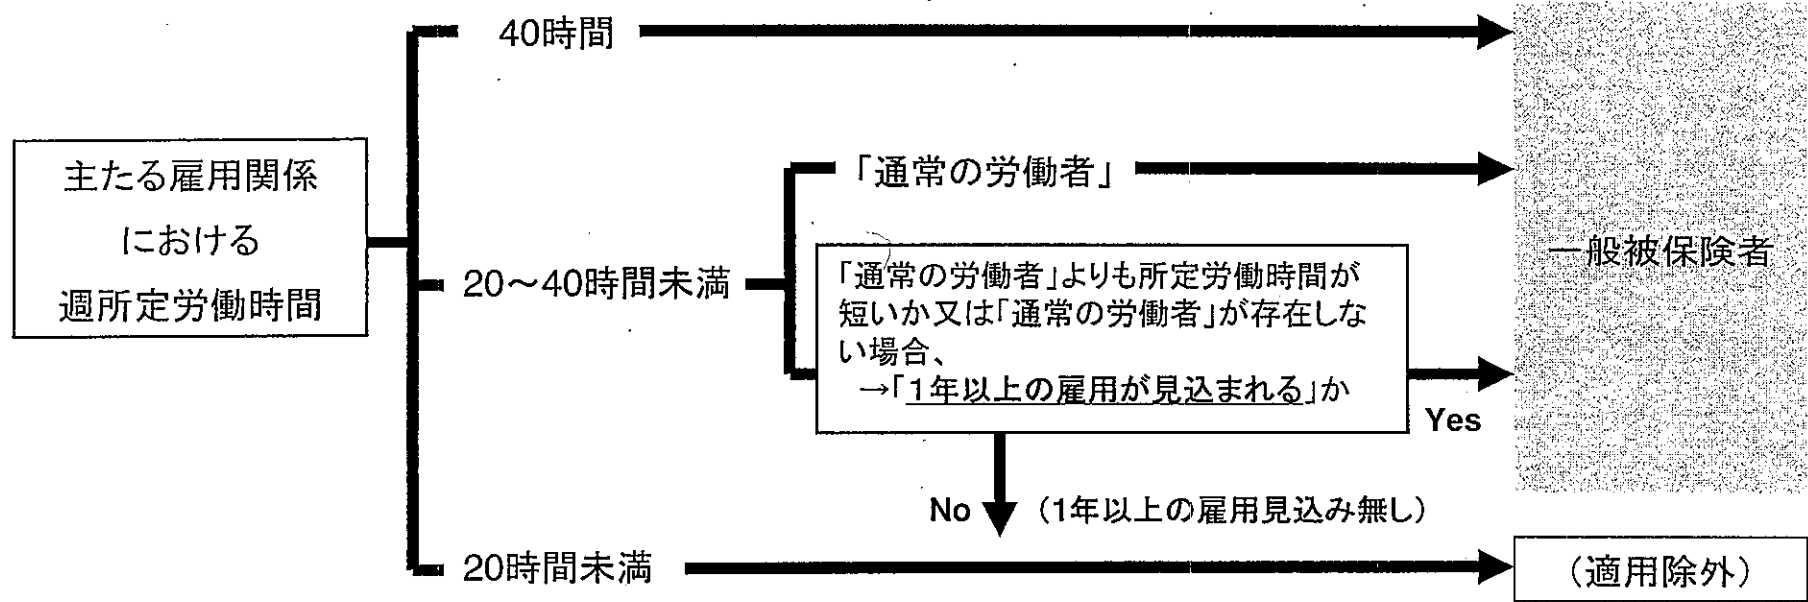 40時間
主たる雇用関係
における
週所定労働時間
「通常の労働者」
20～40時間未満
「通常の労働者」よりも所定労働時間が
短いか又は「通常の労働者」が存在しな
い場合、
→「1年以上の雇用が見込まれる」か
一般被保険者
Yes
No （1年以上の雇用見込み無し）
20時間未満
（適用除外）